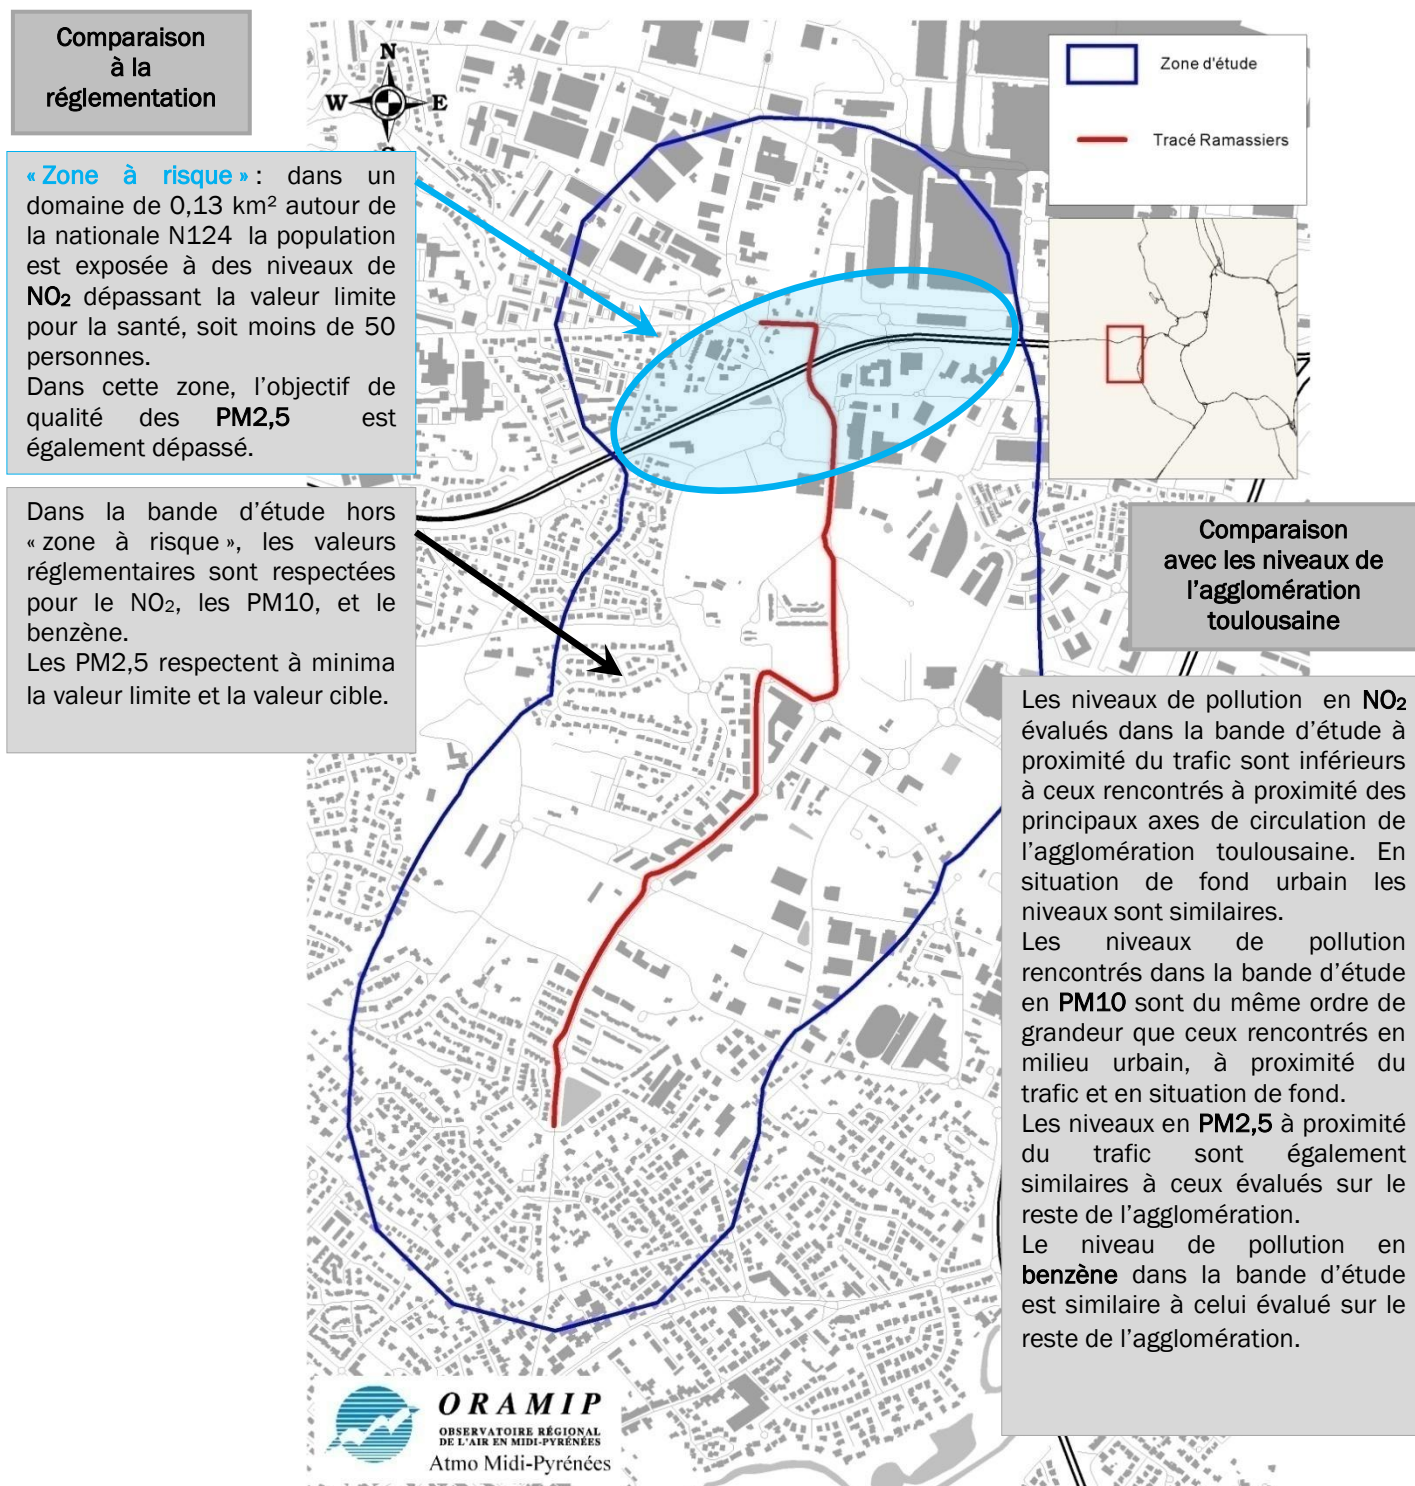 Comparaison
à la
réglementation
N
W
E
Zone d'étude
Tracé Ramassiers
« Zone à risque » : dans un
domaine de 0,13 km² autour de
la nationale N124 la population
est exposée à des niveaux de
NO₂ dépassant la valeur limite
pour la santé, soit moins de 50
personnes.
Dans cette zone, l'objectif de
qualité des PM2,5 est
également dépassé.
Dans la bande d'étude hors
« zone à risque », les valeurs
réglementaires sont respectées
pour le NO₂, les PM10, et le
benzène.
Les PM2,5 respectent à minima
la valeur limite et la valeur cible.
Comparaison
avec les niveaux de
l'agglomération
toulousaine
Les niveaux de pollution en NO₂
évalués dans la bande d'étude à
proximité du trafic sont inférieurs
à ceux rencontrés à proximité des
principaux axes de circulation de
l'agglomération toulousaine. En
situation de fond urbain les
niveaux sont similaires.
Les niveaux de pollution
rencontrés dans la bande d'étude
en PM10 sont du même ordre de
grandeur que ceux rencontrés en
milieu urbain, à proximité du
trafic et en situation de fond.
Les niveaux en PM2,5 à proximité
du trafic sont également
similaires à ceux évalués sur le
reste de l'agglomération.
Le niveau de pollution en
benzène dans la bande d'étude
est similaire à celui évalué sur le
reste de l'agglomération.
ORAMIP
OBSERVATOIRE RÉGIONAL
DE L'AIR EN MIDI-PYRÉNÉES
Atmo Midi-Pyrénées